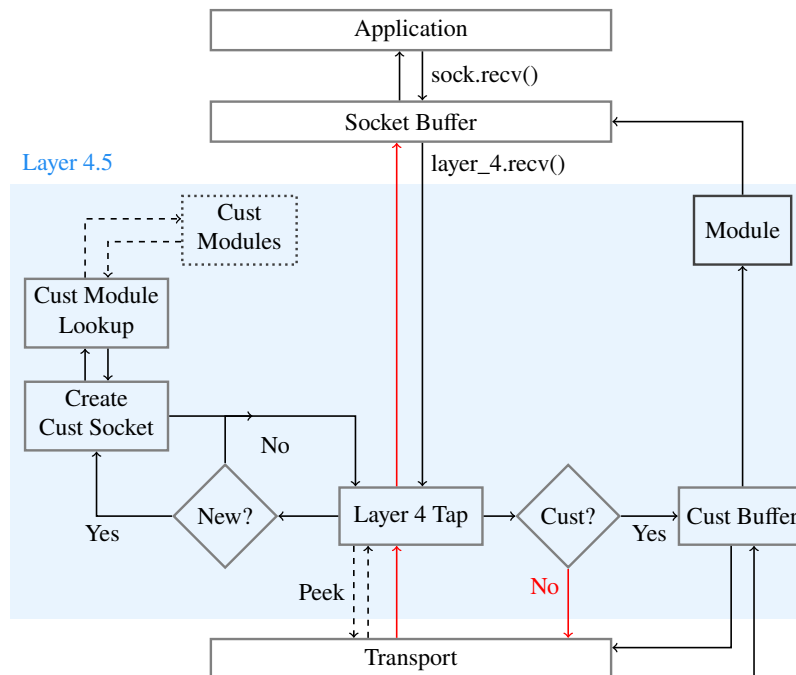 Application
sock.recv()
Socket Buffer
layer_4.recv()
Layer 4.5
Cust
Modules
Module
Cust Module
Lookup
Create
Cust Socket
No
New?
Layer 4 Tap
Cust?
Cust Buffer
Yes
Yes
Peek
No
Transport